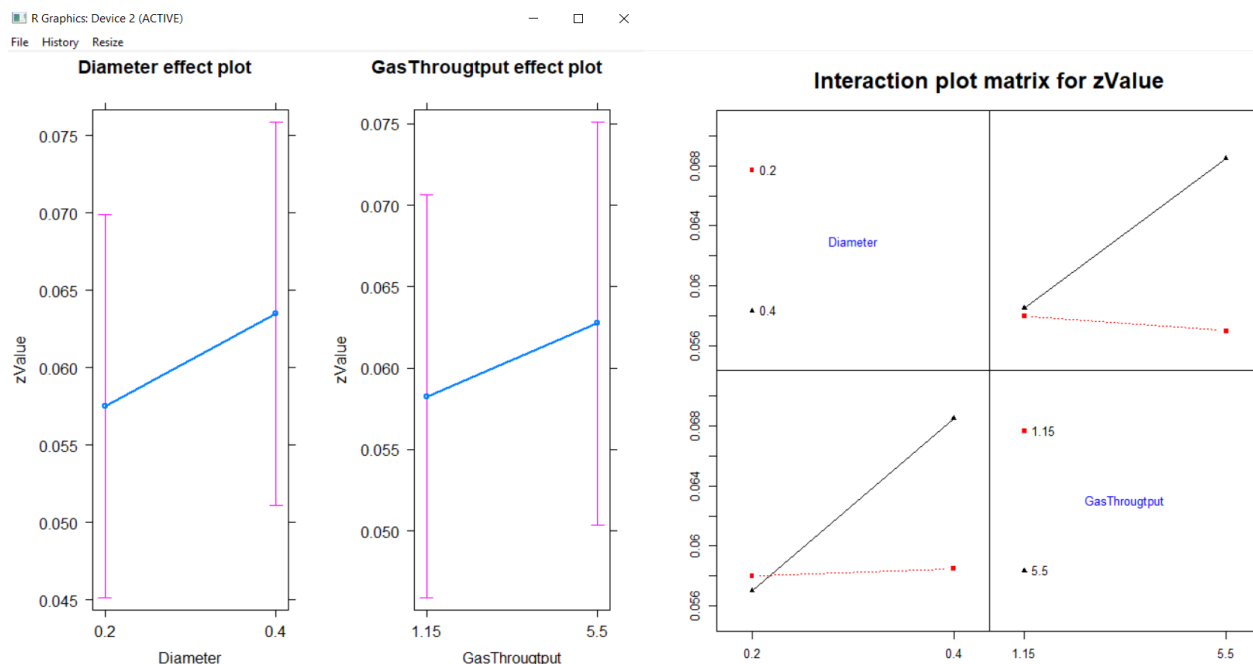 R Graphics: Device 2 (ACTIVE)
File History Resize
Diameter effect plot
0.075
0.070
0.065
0.060
0.055
0.050
0.045
zValue
0.2 0.4
Diameter
GasThrougtput effect plot
0.075
0.070
0.065
0.060
0.055
0.050
zValue
1.15 5.5
GasThrougtput
Interaction plot matrix for zValue
0.068
0.064
0.06
0.056
0.2
Diameter
0.4
0.068
0.064
0.06
0.056
1.15
GasThrougtput
5.5
0.2 0.4 1.15 5.5